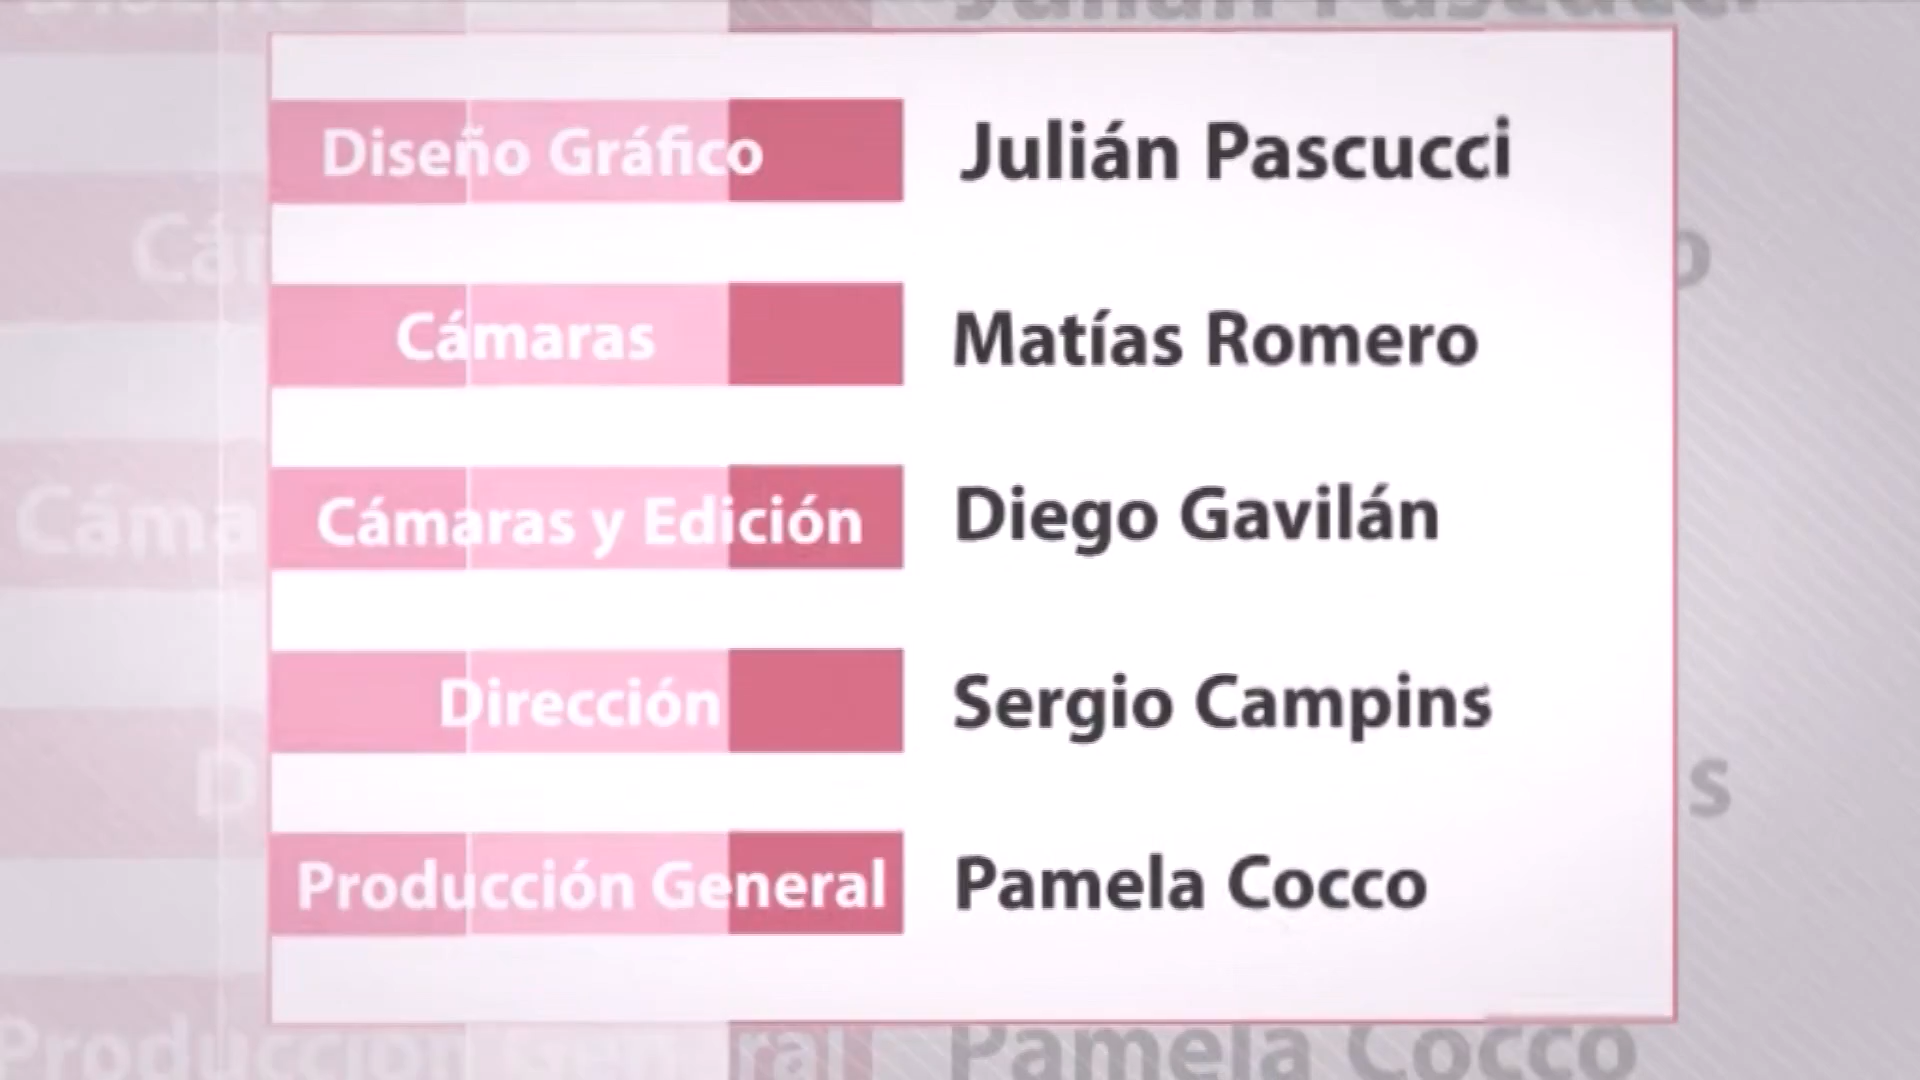 Diseño Gráfico Julián Pascucci
Cámaras Matías Romero
Cámaras y Edición Diego Gavilán
Dirección Sergio Campins
Producción General Pamela Cocco